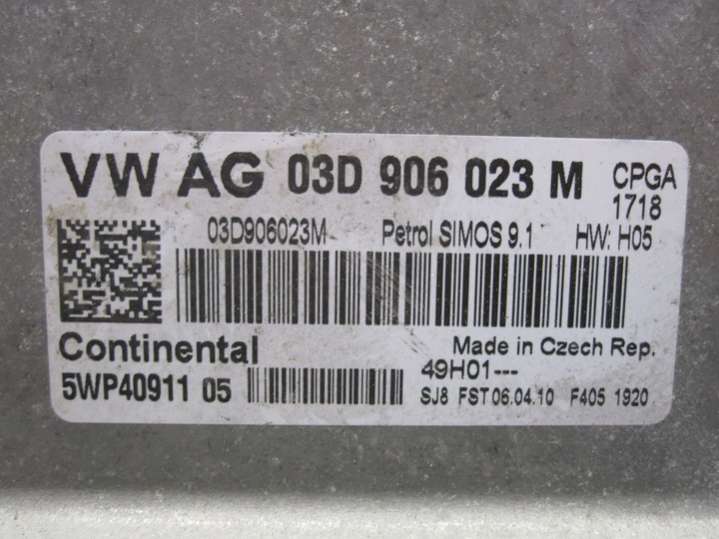 VW AG 03D 906 023 M CPGA
1718
03D906023M Petrol SIMOS 9.1 HW: H05
Continental Made in Czech Rep.
49H01---
5WP40911 05 SJ8 FST 06.04.10 F405 1920